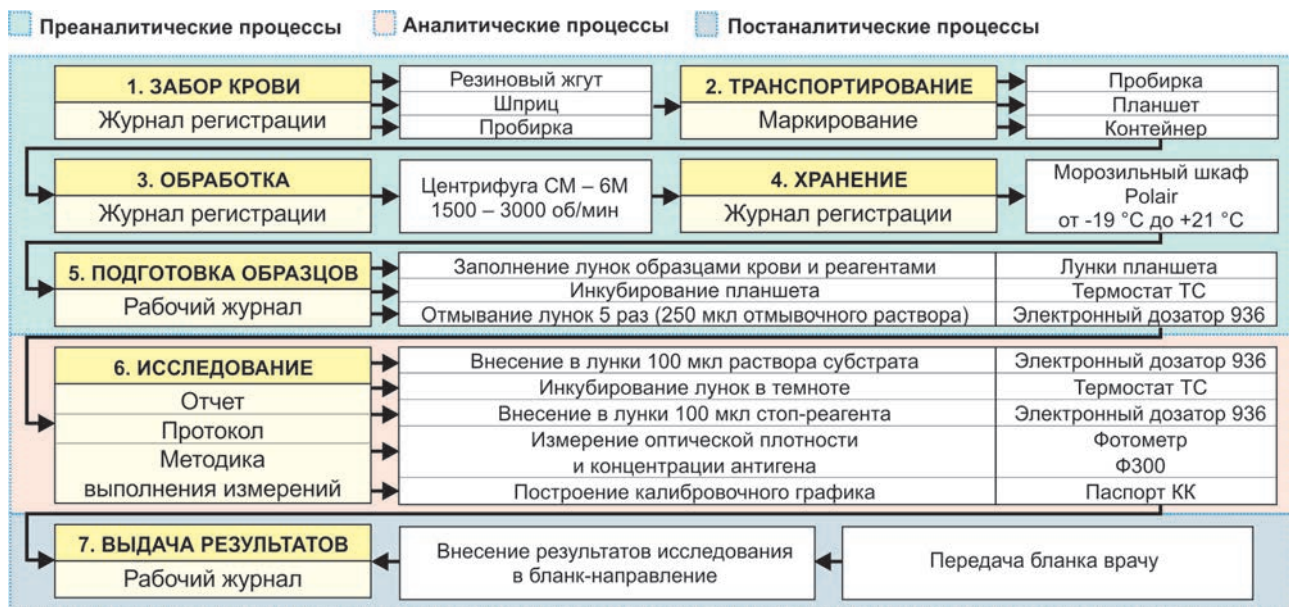 Преаналитические процессы
Аналитические процессы
Постаналитические процессы
1. ЗАБОР КРОВИ
Журнал регистрации
Резиновый жгут
Шприц
Пробирка
2. ТРАНСПОРТИРОВАНИЕ
Маркирование
Пробирка
Планшет
Контейнер
3. ОБРАБОТКА
Журнал регистрации
Центрифуга СМ – 6М
1500 – 3000 об/мин
4. ХРАНЕНИЕ
Журнал регистрации
Морозильный шкаф
Polair
от -19 °C до +21 °C
5. ПОДГОТОВКА ОБРАЗЦОВ
Рабочий журнал
Заполнение лунок образцами крови и реагентами
Лунки планшета
Инкубирование планшета
Термостат ТС
Отмывание лунок 5 раз (250 мкл отмывочного раствора)
Электронный дозатор 936
6. ИССЛЕДОВАНИЕ
Отчет
Протокол
Методика
выполнения измерений
Внесение в лунки 100 мкл раствора субстрата
Электронный дозатор 936
Инкубирование лунок в темноте
Термостат ТС
Внесение в лунки 100 мкл стоп-реагента
Электронный дозатор 936
Измерение оптической плотности
и концентрации антигена
Фотометр
Ф300
Построение калибровочного графика
Паспорт КК
7. ВЫДАЧА РЕЗУЛЬТАТОВ
Рабочий журнал
Внесение результатов исследования
в бланк-направление
Передача бланка врачу